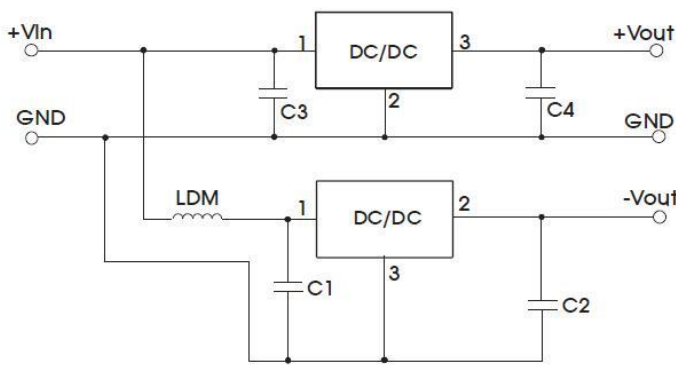 +VIn
1
DC/DC
3
+Vout
C3
2
C4
GND
GND
LDM
1
DC/DC
2
-Vout
C1
3
C2